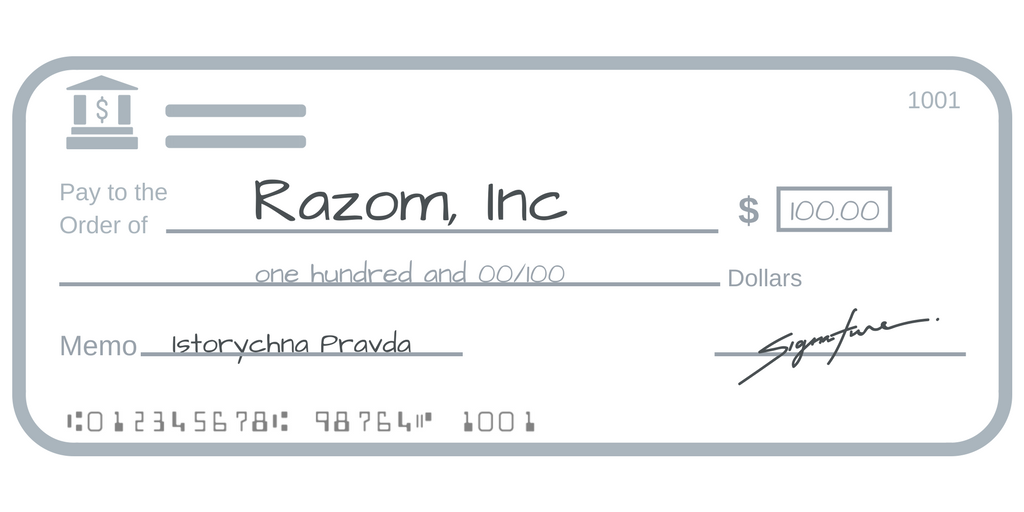 $
1001
Pay to the
Order of
Razom, Inc
$ 100.00
one hundred and 00/100 Dollars
Memo Istorychna Pravda
Signature
⑆012345678⑆ 98764⑈ 1001